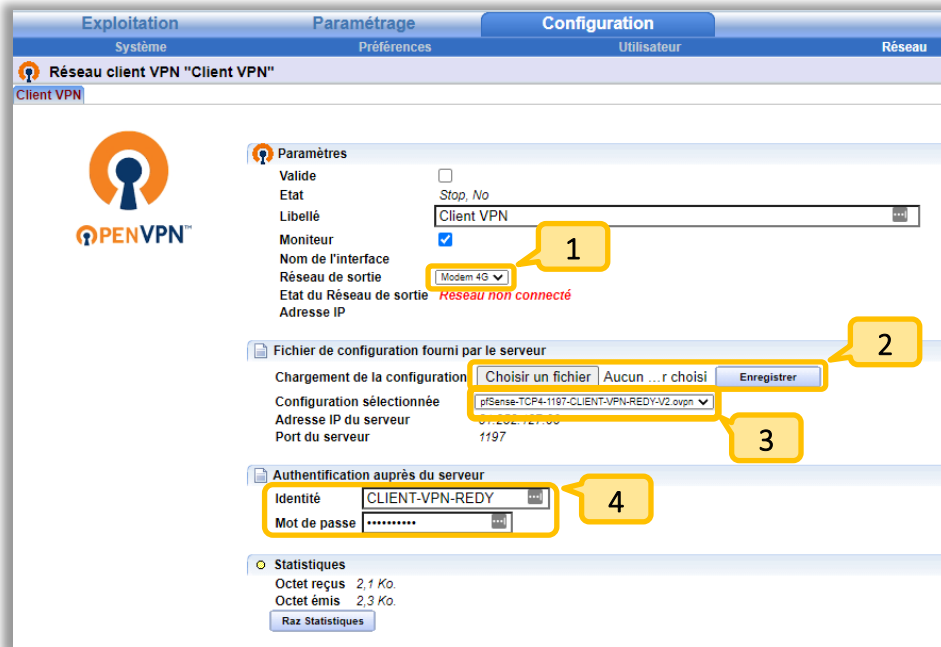 Exploitation Paramétrage Configuration
Système Préférences Utilisateur Réseau
Réseau client VPN "Client VPN"
Client VPN
OPENVPN™
Paramètres
Valide
Etat Stop, No
Libellé Client VPN
Moniteur
1
Nom de l'interface
Réseau de sortie Modem 4G
Etat du Réseau de sortie Réseau non connecté
Adresse IP
2
Fichier de configuration fourni par le serveur
Chargement de la configuration Choisir un fichier Aucun ...r choisi Enregistrer
Configuration sélectionnée pfSense-TCP4-1197-CLIENT-VPN-REDY-V2.ovpn
Adresse IP du serveur
3
Port du serveur 1197
Authentification auprès du serveur
Identité CLIENT-VPN-REDY
4
Mot de passe ••••••••••
Statistiques
Octet reçus 2,1 Ko.
Octet émis 2,3 Ko.
Raz Statistiques